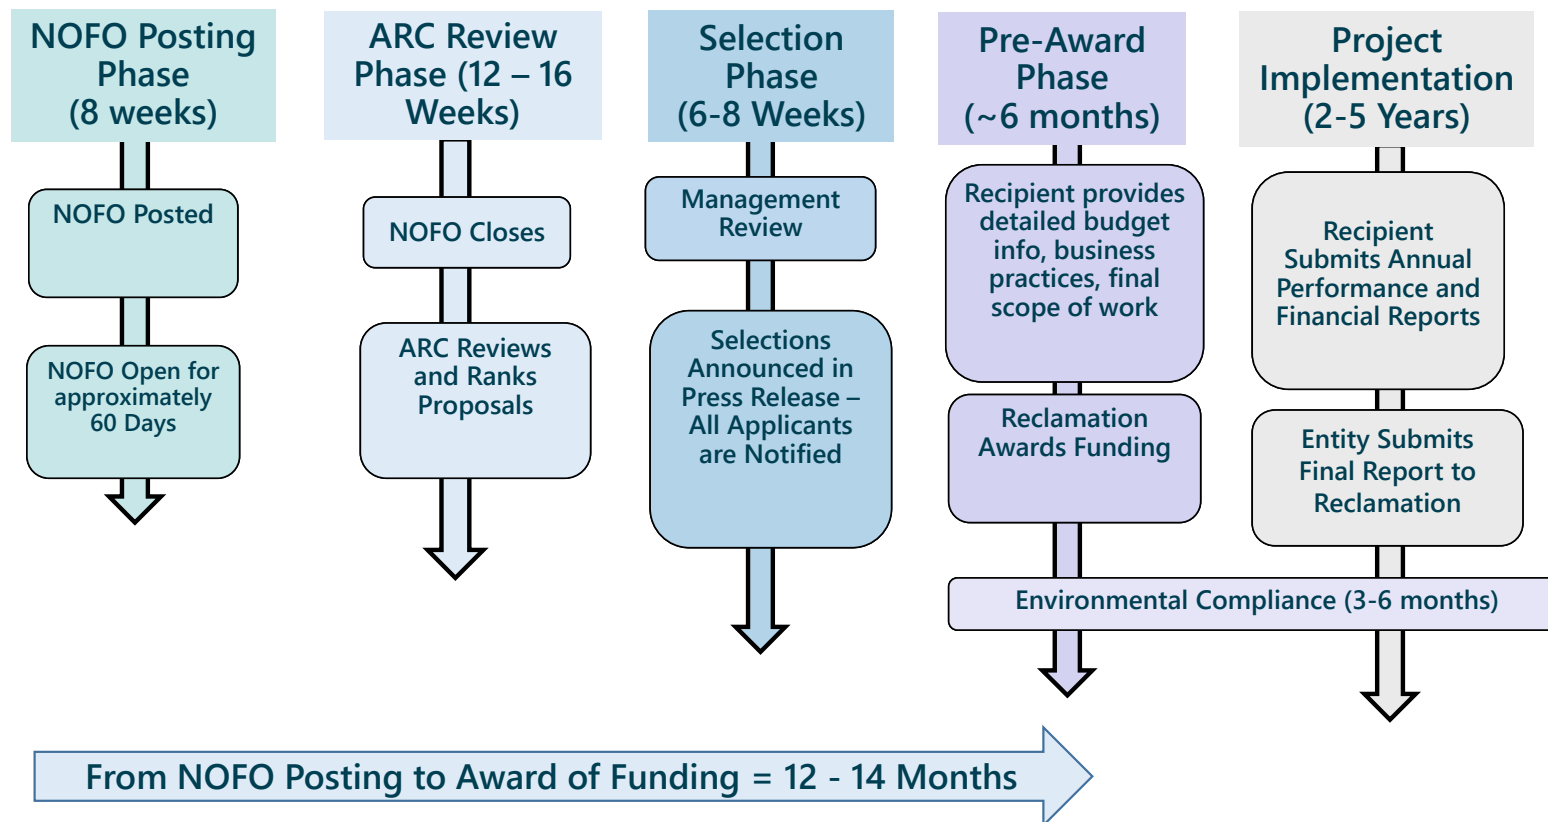 NOFO Posting
Phase
(8 weeks)
NOFO Posted
NOFO Open for
approximately
60 Days
ARC Review
Phase (12 – 16
Weeks)
NOFO Closes
ARC Reviews
and Ranks
Proposals
Selection
Phase
(6-8 Weeks)
Management
Review
Selections
Announced in
Press Release –
All Applicants
are Notified
Pre-Award
Phase
(~6 months)
Recipient provides
detailed budget
info, business
practices, final
scope of work
Reclamation
Awards Funding
Project
Implementation
(2-5 Years)
Recipient
Submits Annual
Performance and
Financial Reports
Entity Submits
Final Report to
Reclamation
Environmental Compliance (3-6 months)
From NOFO Posting to Award of Funding = 12 - 14 Months